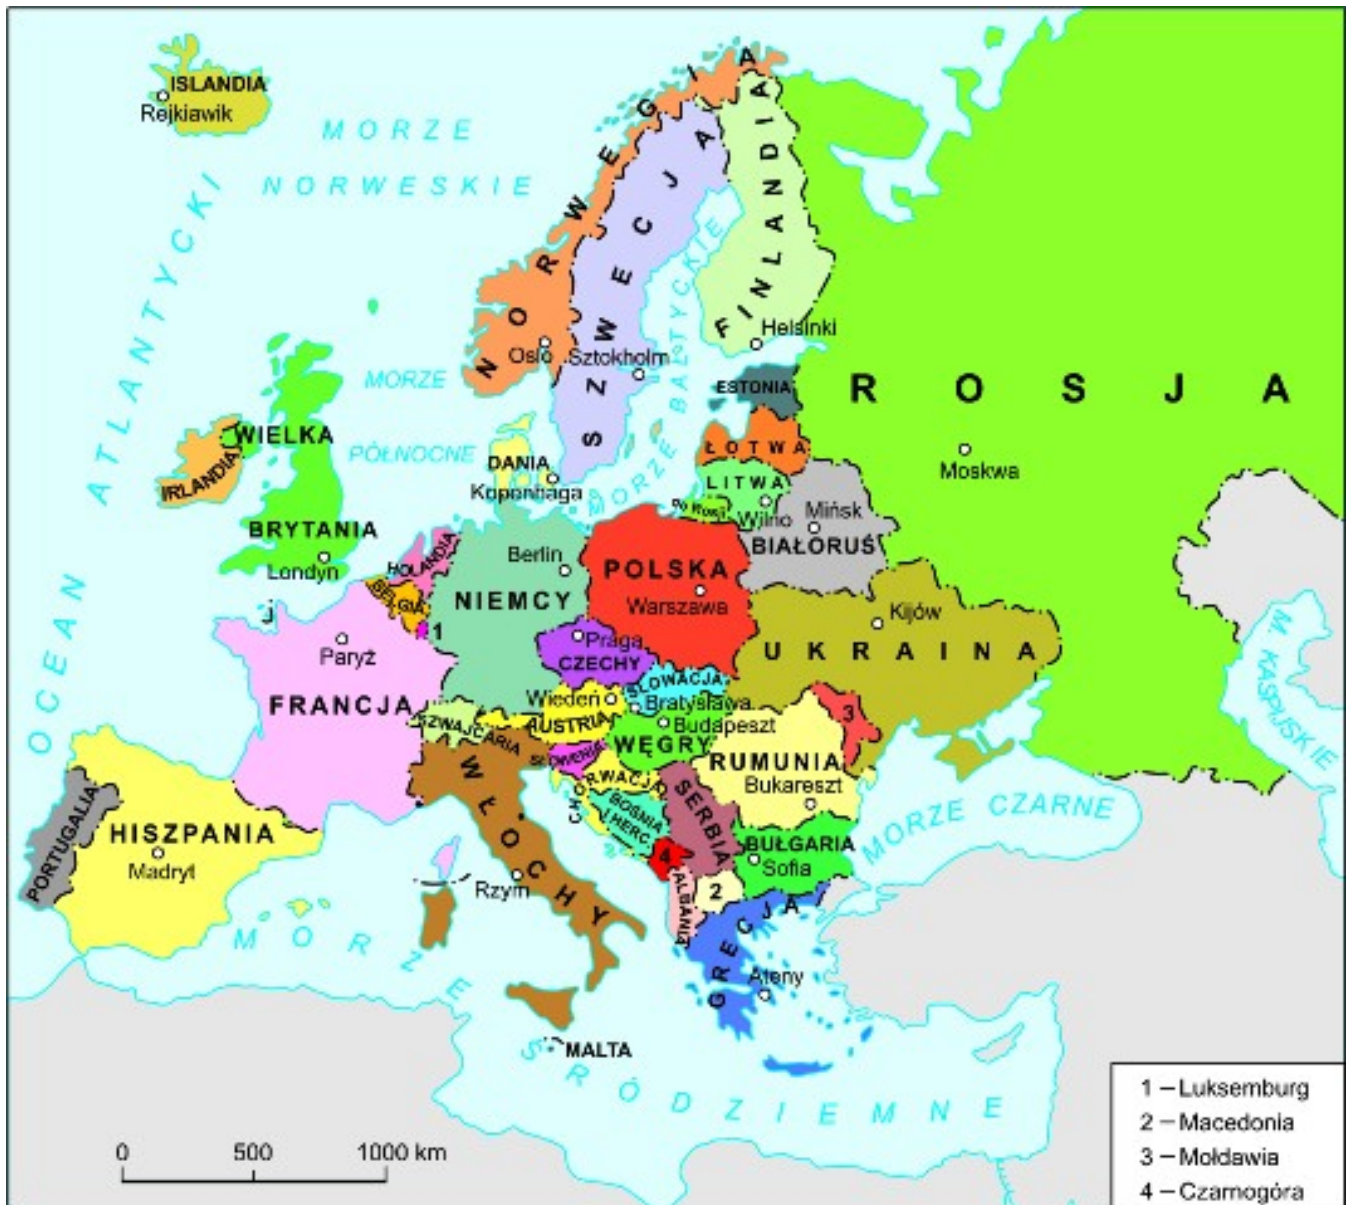 ISLANDIA
Rejkiawik
MORZE
NORWESKIE
OCEAN ATLANTYCKI
NORWEGIA
SZWECJA
FINLANDIA
Oslo
Sztokholm
Helsinki
MORZE BAŁTYCKIE
ESTONIA
ROSJA
Moskwa
MORZE
PÓŁNOCNE
WIELKA
BRYTANIA
IRLANDIA
Londyn
DANIA
Kopenhaga
ŁOTWA
LITWA
do Rosji
Wilno
Mińsk
BIAŁORUŚ
HOLANDIA
BELGIA
1
Berlin
NIEMCY
POLSKA
Warszawa
Kijów
UKRAINA
M. KASPIJSKIE
Paryż
FRANCJA
Praga
CZECHY
SŁOWACJA
Wiedeń
Bratysława
AUSTRIA
Budapeszt
WĘGRY
SZWAJCARIA
SŁOWENIA
CHORWACJA
3
RUMUNIA
Bukareszt
WŁOCHY
BOŚNIA
I HERC.
SERBIA
MORZE CZARNE
PORTUGALIA
HISZPANIA
Madryt
Rzym
4
ALBANIA
2
BUŁGARIA
Sofia
GRECJA
Ateny
MALTA
MORZE ŚRÓDZIEMNE
0 500 1000 km
1 – Luksemburg
2 – Macedonia
3 – Mołdawia
4 – Czarnogóra